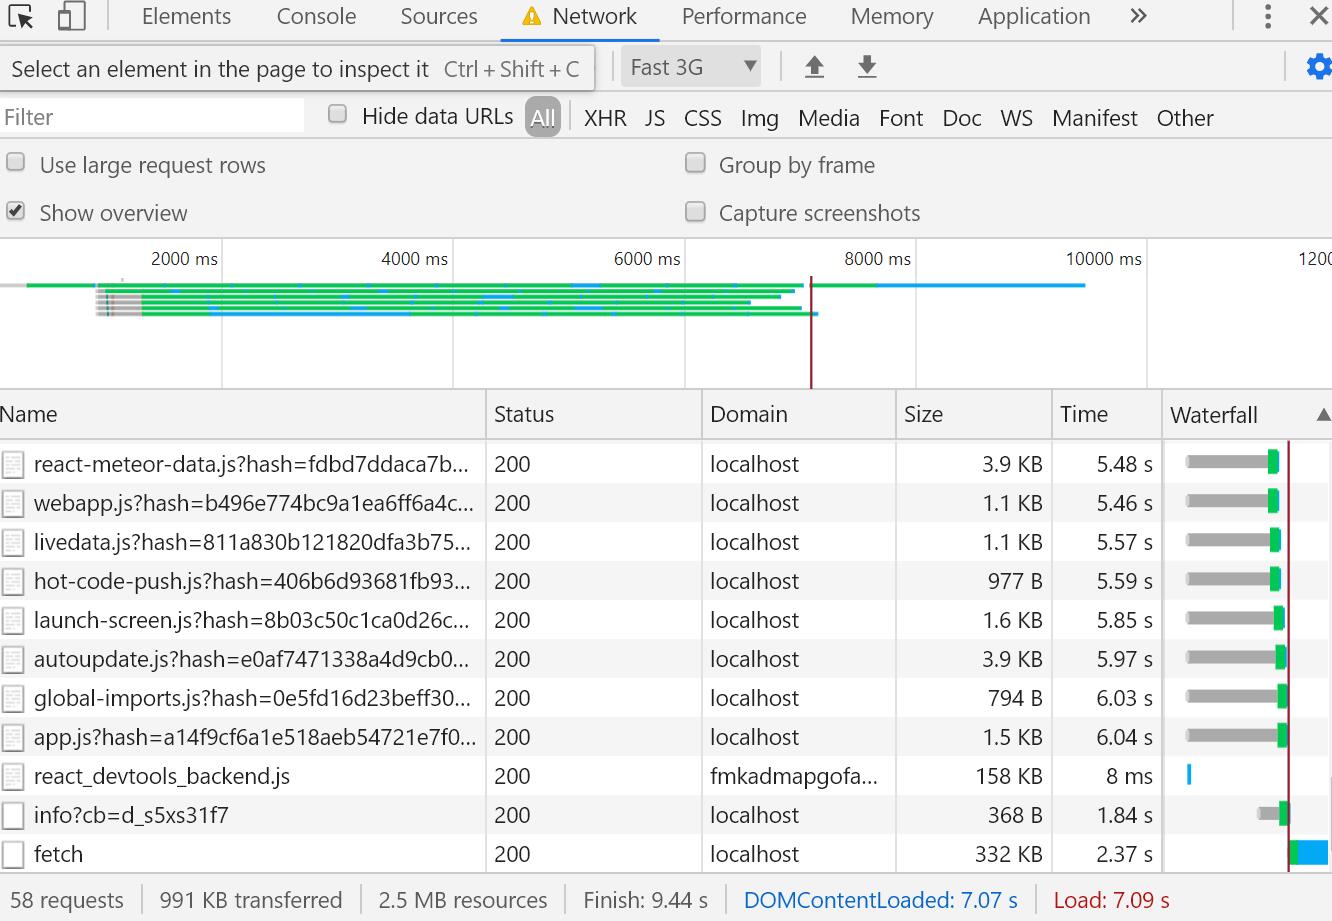 Elements Console Sources Network Performance Memory Application
Select an element in the page to inspect it Ctrl + Shift + C Fast 3G
Filter Hide data URLs All XHR JS CSS Img Media Font Doc WS Manifest Other
Use large request rows Group by frame
Show overview Capture screenshots
2000 ms 4000 ms 6000 ms 8000 ms 10000 ms 1200
Name Status Domain Size Time Waterfall
react-meteor-data.js?hash=fdbd7ddaca7b... 200 localhost 3.9 KB 5.48 s
webapp.js?hash=b496e774bc9a1ea6ff6a4c... 200 localhost 1.1 KB 5.46 s
livedata.js?hash=811a830b121820dfa3b75... 200 localhost 1.1 KB 5.57 s
hot-code-push.js?hash=406b6d93681fb93... 200 localhost 977 B 5.59 s
launch-screen.js?hash=8b03c50c1ca0d26c... 200 localhost 1.6 KB 5.85 s
autoupdate.js?hash=e0af7471338a4d9cb0... 200 localhost 3.9 KB 5.97 s
global-imports.js?hash=0e5fd16d23beff30... 200 localhost 794 B 6.03 s
app.js?hash=a14f9cf6a1e518aeb54721e7f0... 200 localhost 1.5 KB 6.04 s
react_devtools_backend.js 200 fmkadmapgofa... 158 KB 8 ms
info?cb=d_s5xs31f7 200 localhost 368 B 1.84 s
fetch 200 localhost 332 KB 2.37 s
58 requests 991 KB transferred 2.5 MB resources Finish: 9.44 s DOMContentLoaded: 7.07 s Load: 7.09 s